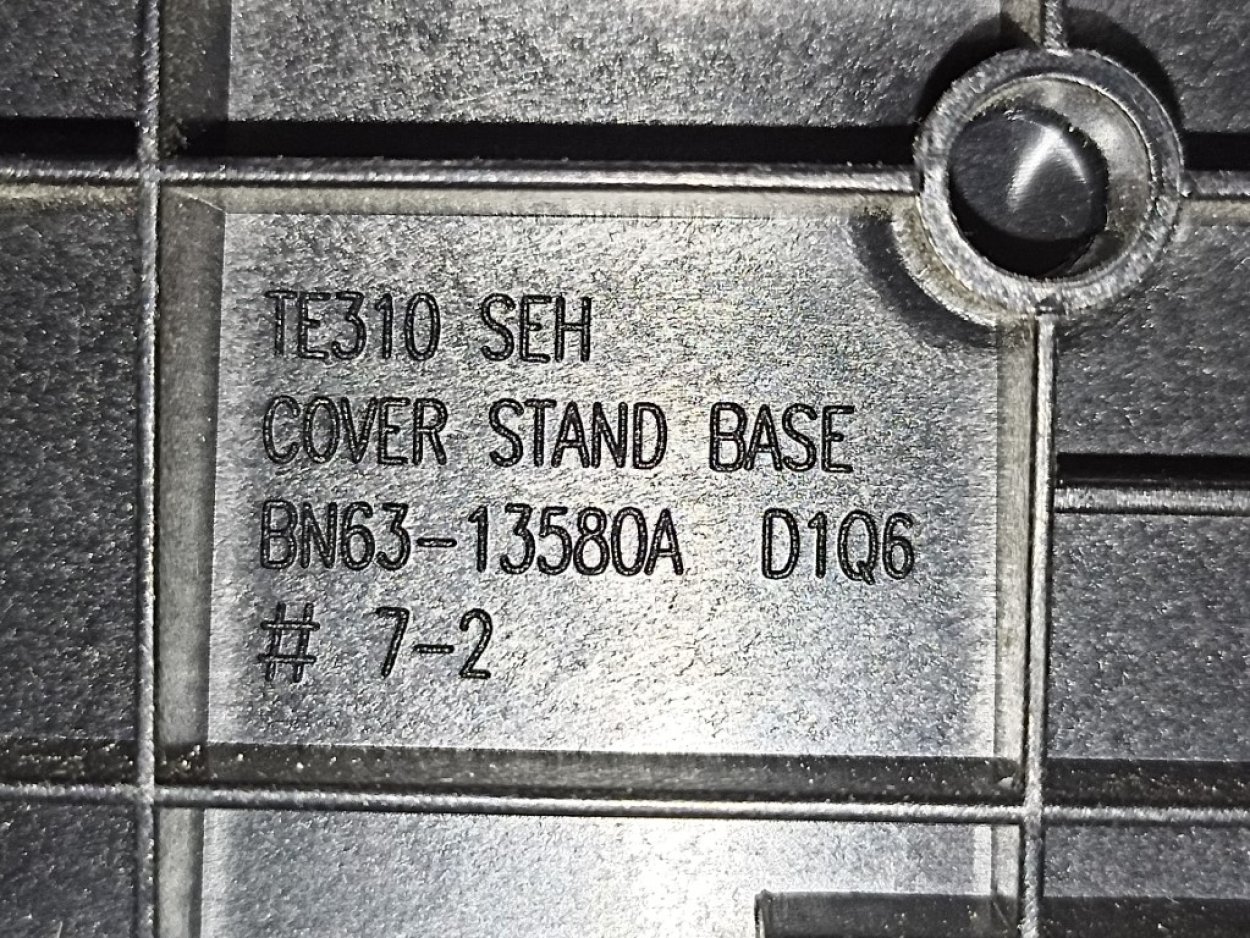 TE310 SEH
COVER STAND BASE
BN63-13580A D1Q6
# 7-2